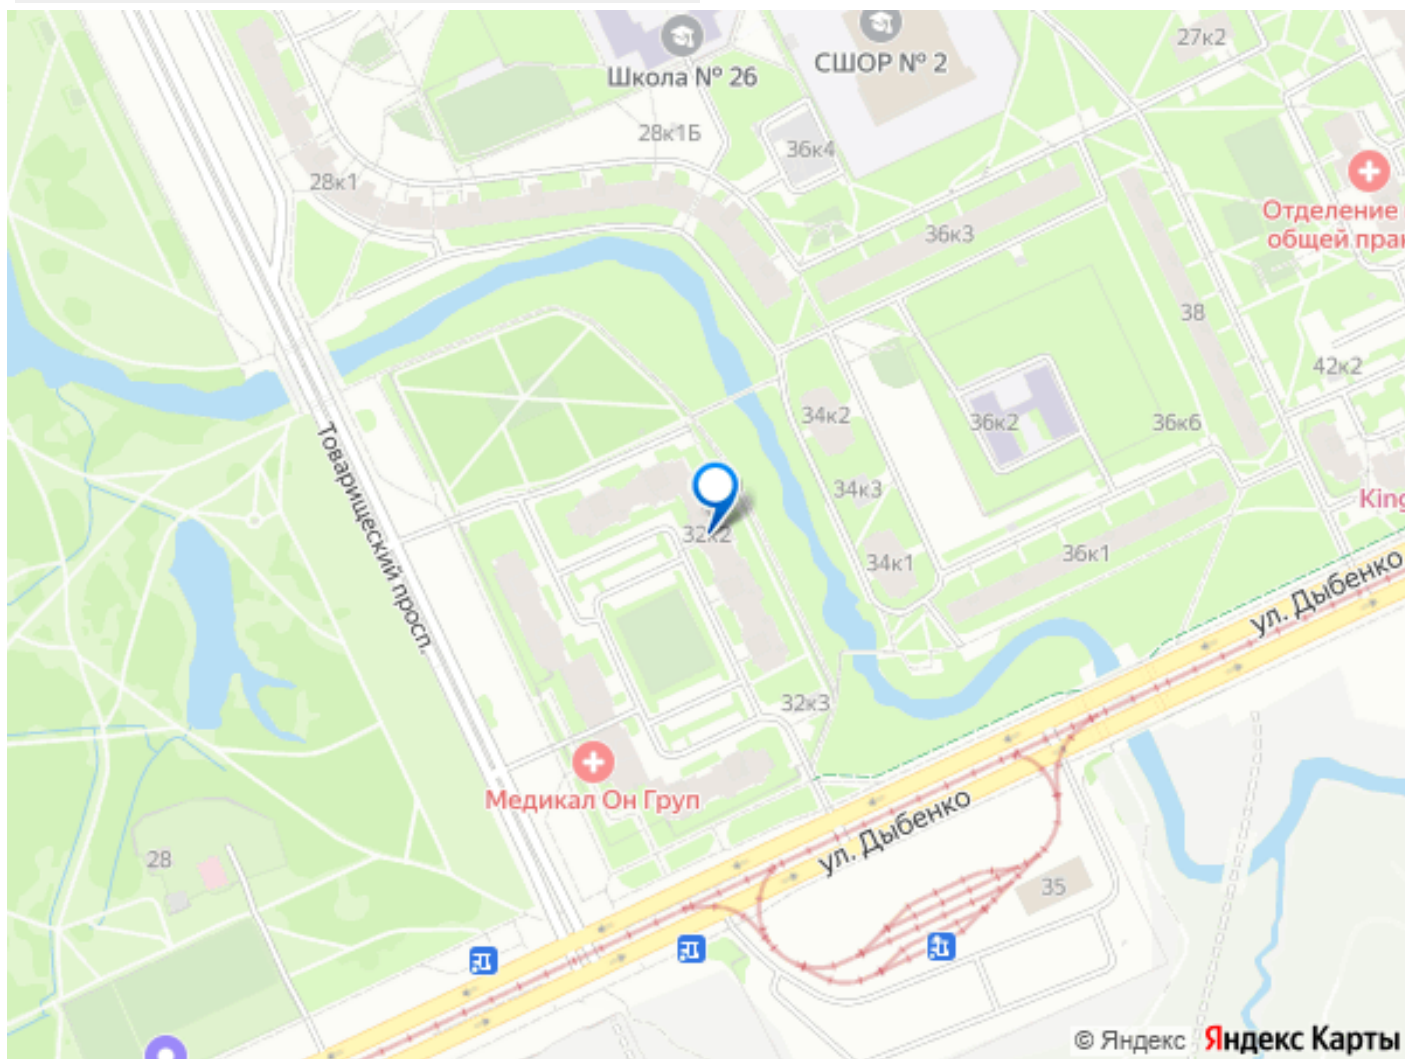 27к2
Школа № 26
СШОР № 2
28к1Б
36к4
28к1
Отделение
общей прак
36к3
38
42к2
34к2
36к2
36к6
Товарищеский просп.
34к3
King
32к2
34к1
36к1
ул. Дыбенко
32к3
Медикал Он Груп
ул. Дыбенко
28
35
© Яндекс Яндекс Карты